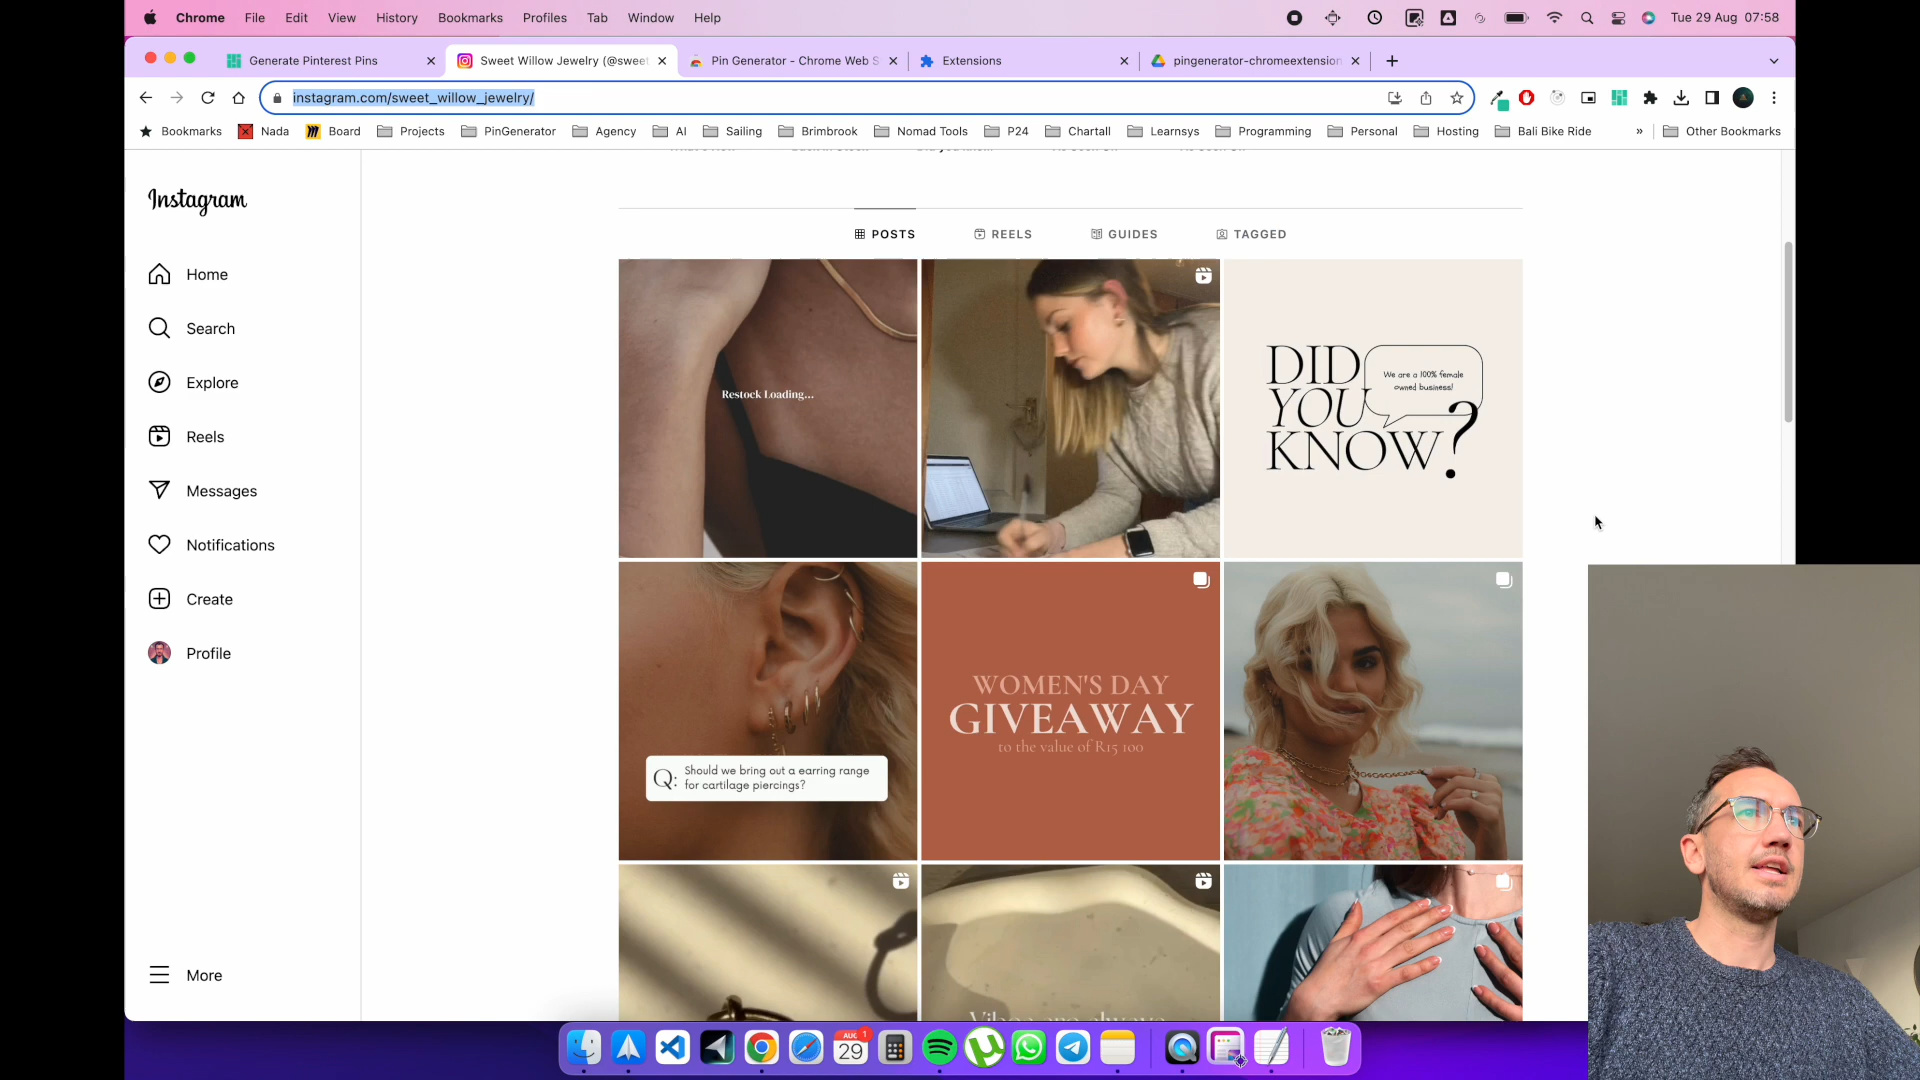 Chrome File Edit View History Bookmarks Profiles Tab Window Help Tue 29 Aug 07:58
Generate Pinterest Pins Sweet Willow Jewelry (@sweet Pin Generator - Chrome Web S Extensions pingenerator-chromeextension
instagram.com/sweet_willow_jewelry/
Bookmarks Nada Board Projects PinGenerator Agency AI Sailing Brimbrook Nomad Tools P24 Chartall Learnsys Programming Personal Hosting Bali Bike Ride » Other Bookmarks
Instagram
POSTS REELS GUIDES TAGGED
Home
Search
Explore
Reels
Messages
Notifications
Create
Profile
More
Restock Loading...
DID
YOU
KNOW?
We are a 100% female
owned business!
Q: Should we bring out a earring range
for cartilage piercings?
WOMEN'S DAY
GIVEAWAY
to the value of R15 100
AUG 1
29